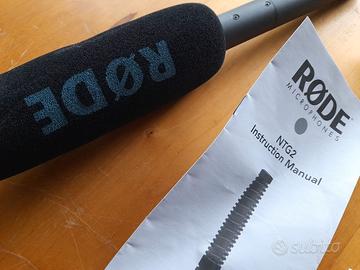 RØDE
RØDE
MICROPHONES
NTG2
Instruction Manual
subito